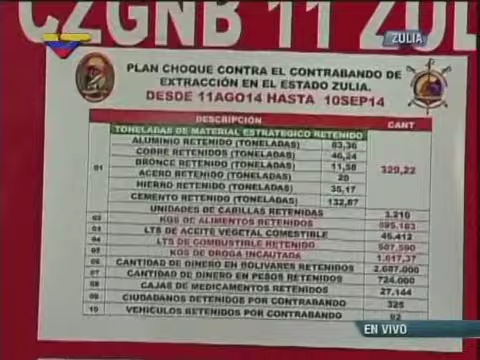 CZGNB 11 ZUL
ZULIA
PLAN CHOQUE CONTRA EL CONTRABANDO DE
EXTRACCIÓN EN EL ESTADO ZULIA.
DESDE 11AGO14 HASTA 10SEP14
DESCRIPCIÓN CANT
TONELADAS DE MATERIAL ESTRATEGICO RETENIDO
ALUMINIO RETENIDO (TONELADAS) 83,36
COBRE RETENIDOS (TONELADAS) 46,24
BRONCE RETENIDO (TONELADAS) 11,58
01 ACERO RETENIDO (TONELADAS) 20 329,22
HIERRO RETENIDO (TONELADAS) 35,17
CEMENTO RETENIDO (TONELADAS) 132,87
UNIDADES DE CABILLAS RETENIDAS 3.210
02 KGS DE ALIMENTOS RETENIDOS
03 LTS DE ACEITE VEGETAL COMESTIBLE 45.412
04 LTS DE COMBUSTIBLE RETENIDO
05 KGS DE DROGA INCAUTADA 1.017,37
06 CANTIDAD DE DINERO EN BOLIVARES RETENIDOS 2.687.000
07 CANTIDAD DE DINERO EN PESOS RETENIDOS 724.000
08 CAJAS DE MEDICAMENTOS RETENIDOS 27.144
09 CIUDADANOS DETENIDOS POR CONTRABANDO 325
10 VEHICULOS RETENIDOS POR CONTRABANDO 92
EN VIVO